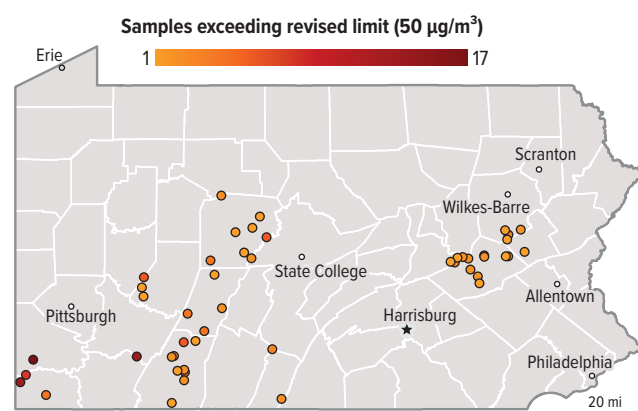 Samples exceeding revised limit (50 µg/m³)
1 17
Erie
Scranton
Wilkes-Barre
State College
Allentown
Pittsburgh
Harrisburg
Philadelphia
20 mi